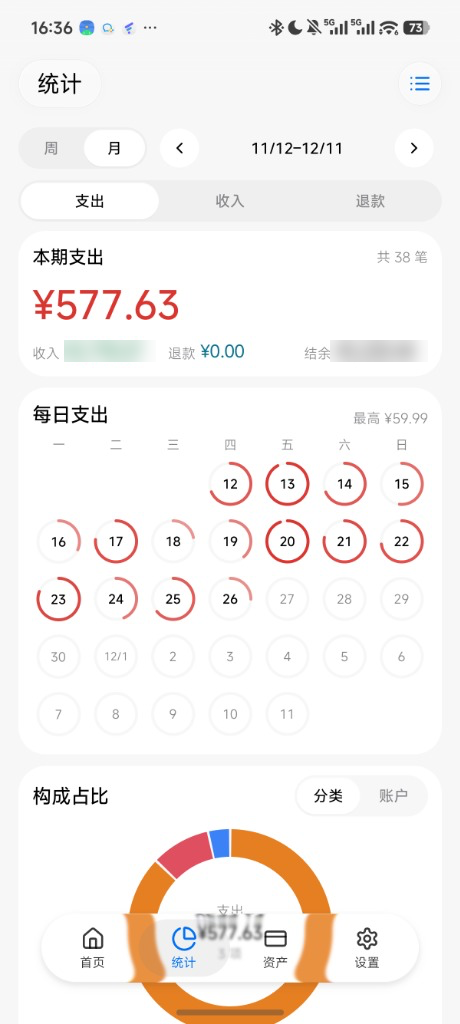 16:36 5G 5G 73
统计
周 月 11/12-12/11
支出 收入 退款
本期支出 共 38 笔
¥577.63
收入 退款 ¥0.00 结余
每日支出 最高 ¥59.99
一 二 三 四 五 六 日
12 13 14 15
16 17 18 19 20 21 22
23 24 25 26 27 28 29
30 12/1 2 3 4 5 6
7 8 9 10 11
构成占比 分类 账户
支出
¥577.63
首页 统计 资产 设置